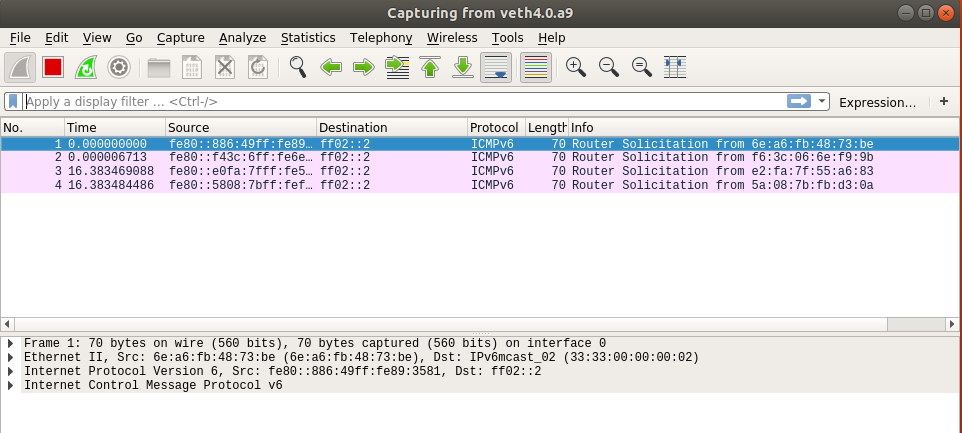 Capturing from veth4.0.a9
File Edit View Go Capture Analyze Statistics Telephony Wireless Tools Help
Apply a display filter ... <Ctrl-/> Expression... +
No. Time Source Destination Protocol Length Info
1 0.000000000 fe80::886:49ff:fe89… ff02::2 ICMPv6 70 Router Solicitation from 6e:a6:fb:48:73:be
2 0.000006713 fe80::f43c:6ff:fe6e… ff02::2 ICMPv6 70 Router Solicitation from f6:3c:06:6e:f9:9b
3 16.383469088 fe80::e0fa:7fff:fe5… ff02::2 ICMPv6 70 Router Solicitation from e2:fa:7f:55:a6:83
4 16.383484486 fe80::5808:7bff:fef… ff02::2 ICMPv6 70 Router Solicitation from 5a:08:7b:fb:d3:0a
Frame 1: 70 bytes on wire (560 bits), 70 bytes captured (560 bits) on interface 0
Ethernet II, Src: 6e:a6:fb:48:73:be (6e:a6:fb:48:73:be), Dst: IPv6mcast_02 (33:33:00:00:00:02)
Internet Protocol Version 6, Src: fe80::886:49ff:fe89:3581, Dst: ff02::2
Internet Control Message Protocol v6